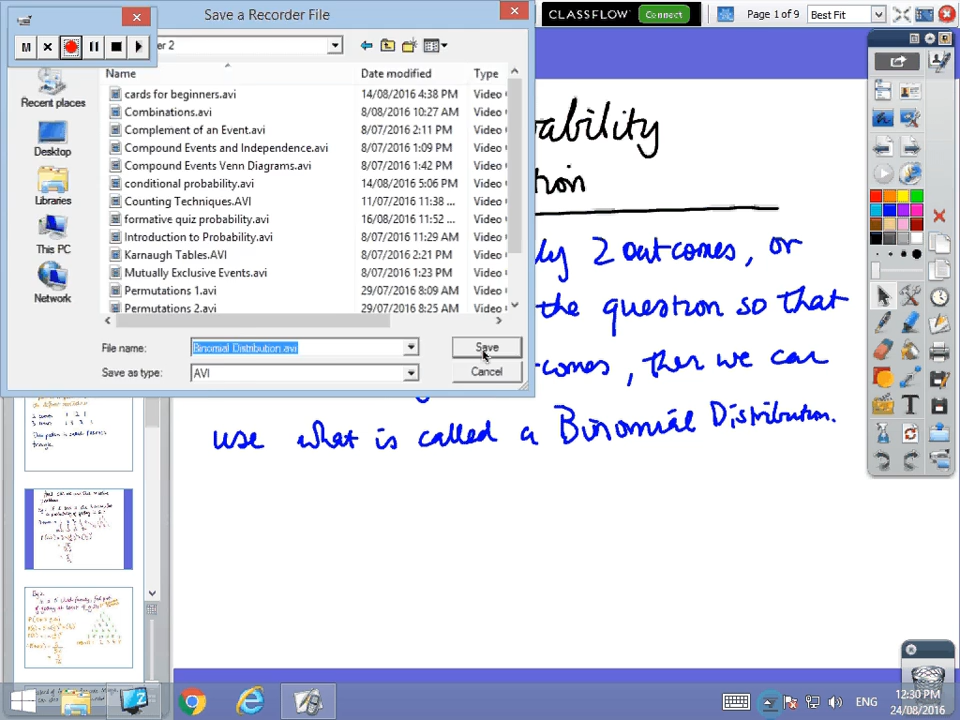 Save a Recorder File
CLASSFLOW
Connect
Page 1 of 9
Best Fit
M
er 2
Recent places
Desktop
Libraries
This PC
Network
Name Date modified Type
cards for beginners.avi 14/08/2016 4:38 PM Video
Combinations.avi 8/08/2016 10:27 AM Video
Complement of an Event.avi 8/07/2016 2:11 PM Video
Compound Events and Independence.avi 8/07/2016 1:09 PM Video
Compound Events Venn Diagrams.avi 8/07/2016 1:42 PM Video
conditional probability.avi 14/08/2016 5:06 PM Video
Counting Techniques.AVI 11/07/2016 11:38 ... Video
formative quiz probability.avi 16/08/2016 11:52 ... Video
Introduction to Probability.avi 8/07/2016 11:29 AM Video
Karnaugh Tables.AVI 8/07/2016 2:21 PM Video
Mutually Exclusive Events.avi 8/07/2016 1:23 PM Video
Permutations 1.avi 29/07/2016 8:09 AM Video
Permutations 2.avi 29/07/2016 8:25 AM Video
File name: Binomial Distribution.avi Save
Save as type: AVI Cancel
ability
tion
ly 2 outcomes, or
the question so that
comes, then we can
use what is called a Binomial Distribution.
ENG
12:30 PM
24/08/2016